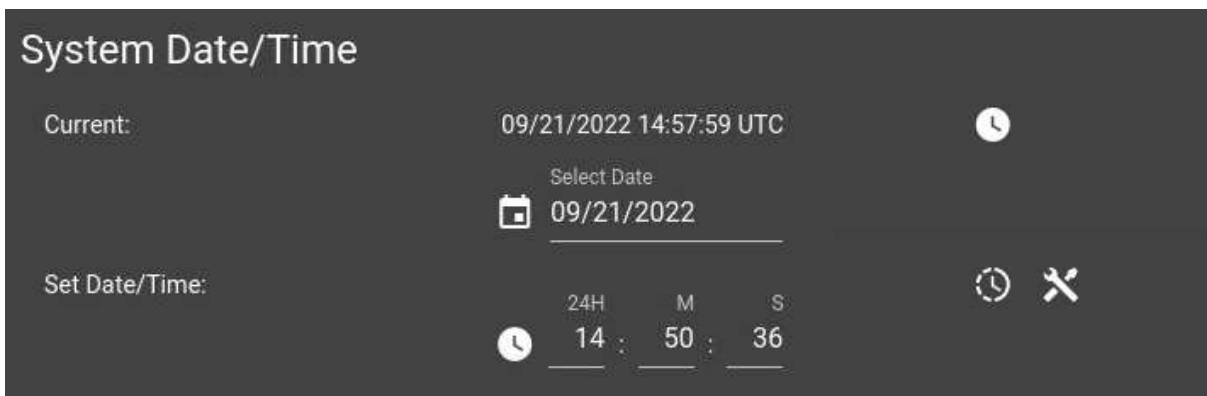 System Date/Time
Current: 09/21/2022 14:57:59 UTC
Select Date
09/21/2022
Set Date/Time:
24H M S
14 : 50 : 36